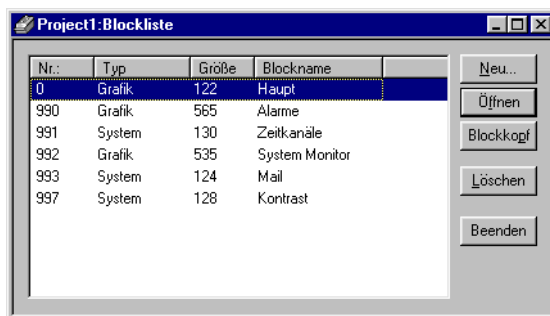 Project1:Blockliste
Nr.: Typ Größe Blockname
0 Grafik 122 Haupt
990 Grafik 565 Alarme
991 System 130 Zeitkanäle
992 Grafik 535 System Monitor
993 System 124 Mail
997 System 128 Kontrast
Neu...
Öffnen
Blockkopf
Löschen
Beenden